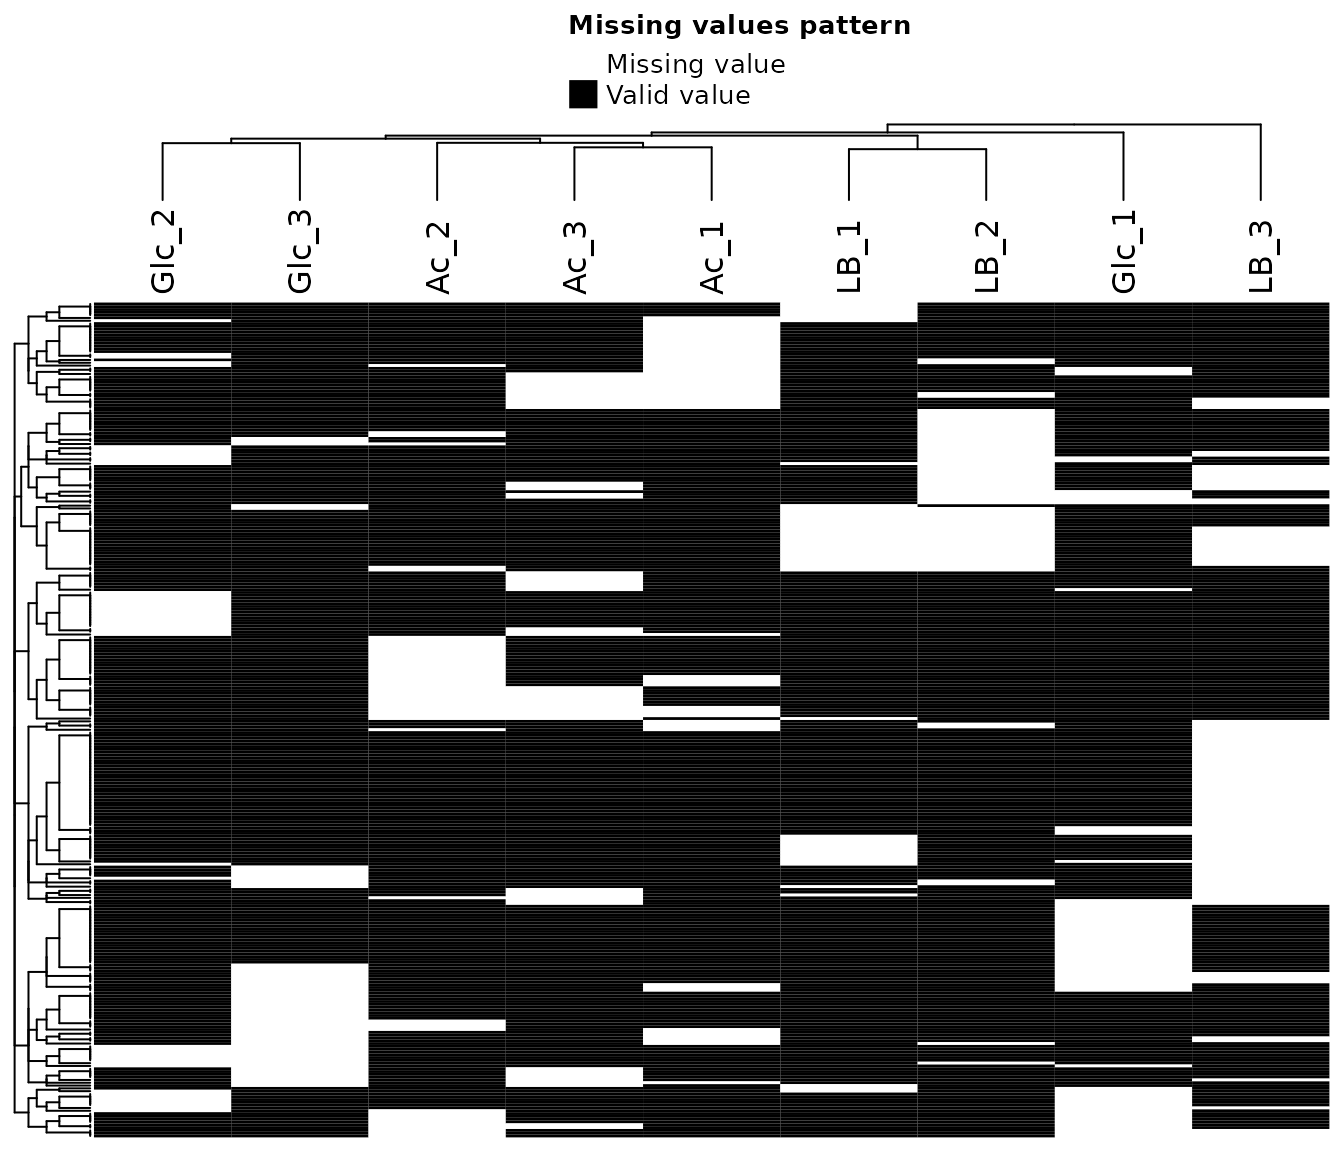 Missing values pattern
Missing value
Valid value
Glc_2
Glc_3
Ac_2
Ac_3
Ac_1
LB_1
LB_2
Glc_1
LB_3